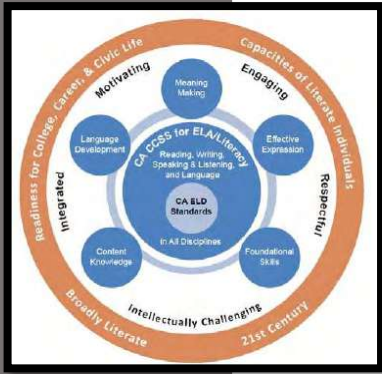 Readiness for College, Career, & Civic Life
Capacities of Literate Individuals
Broadly Literate
21st Century
Motivating
Engaging
Integrated
Respectful
Intellectually Challenging
Meaning
Making
Language
Development
Effective
Expression
Content
Knowledge
Foundational
Skills
CA CCSS for ELA/Literacy
Reading, Writing,
Speaking & Listening,
and Language
CA ELD
Standards
In All Disciplines